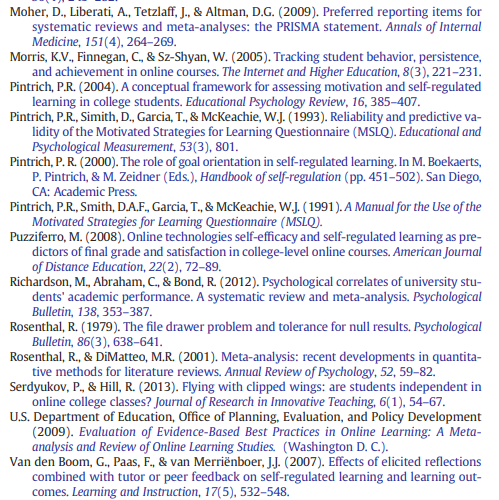 Moher, D., Liberati, A., Tetzlaff, J., & Altman, D.G. (2009). Preferred reporting items for
systematic reviews and meta-analyses: the PRISMA statement. Annals of Internal
Medicine, 151(4), 264–269.
Morris, K.V., Finnegan, C., & Sz-Shyan, W. (2005). Tracking student behavior, persistence,
and achievement in online courses. The Internet and Higher Education, 8(3), 221–231.
Pintrich, P.R. (2004). A conceptual framework for assessing motivation and self-regulated
learning in college students. Educational Psychology Review, 16, 385–407.
Pintrich, P.R., Smith, D., Garcia, T., & McKeachie, W.J. (1993). Reliability and predictive va-
lidity of the Motivated Strategies for Learning Questionnaire (MSLQ). Educational and
Psychological Measurement, 53(3), 801.
Pintrich, P. R. (2000). The role of goal orientation in self-regulated learning. In M. Boekaerts,
P. Pintrich, & M. Zeidner (Eds.), Handbook of self-regulation (pp. 451–502). San Diego,
CA: Academic Press.
Pintrich, P.R., Smith, D.A.F., Garcia, T., & McKeachie, W.J. (1991). A Manual for the Use of the
Motivated Strategies for Learning Questionnaire (MSLQ).
Puzziferro, M. (2008). Online technologies self-efficacy and self-regulated learning as pre-
dictors of final grade and satisfaction in college-level online courses. American Journal
of Distance Education, 22(2), 72–89.
Richardson, M., Abraham, C., & Bond, R. (2012). Psychological correlates of university stu-
dents' academic performance. A systematic review and meta-analysis. Psychological
Bulletin, 138, 353–387.
Rosenthal, R. (1979). The file drawer problem and tolerance for null results. Psychological
Bulletin, 86(3), 638–641.
Rosenthal, R., & DiMatteo, M.R. (2001). Meta-analysis: recent developments in quantita-
tive methods for literature reviews. Annual Review of Psychology, 52, 59–82.
Serdyukov, P., & Hill, R. (2013). Flying with clipped wings: are students independent in
online college classes? Journal of Research in Innovative Teaching, 6(1), 54–67.
U.S. Department of Education, Office of Planning, Evaluation, and Policy Development
(2009). Evaluation of Evidence-Based Best Practices in Online Learning: A Meta-
analysis and Review of Online Learning Studies. (Washington D. C.).
Van den Boom, G., Paas, F., & van Merriënboer, J.J. (2007). Effects of elicited reflections
combined with tutor or peer feedback on self-regulated learning and learning out-
comes. Learning and Instruction, 17(5), 532–548.